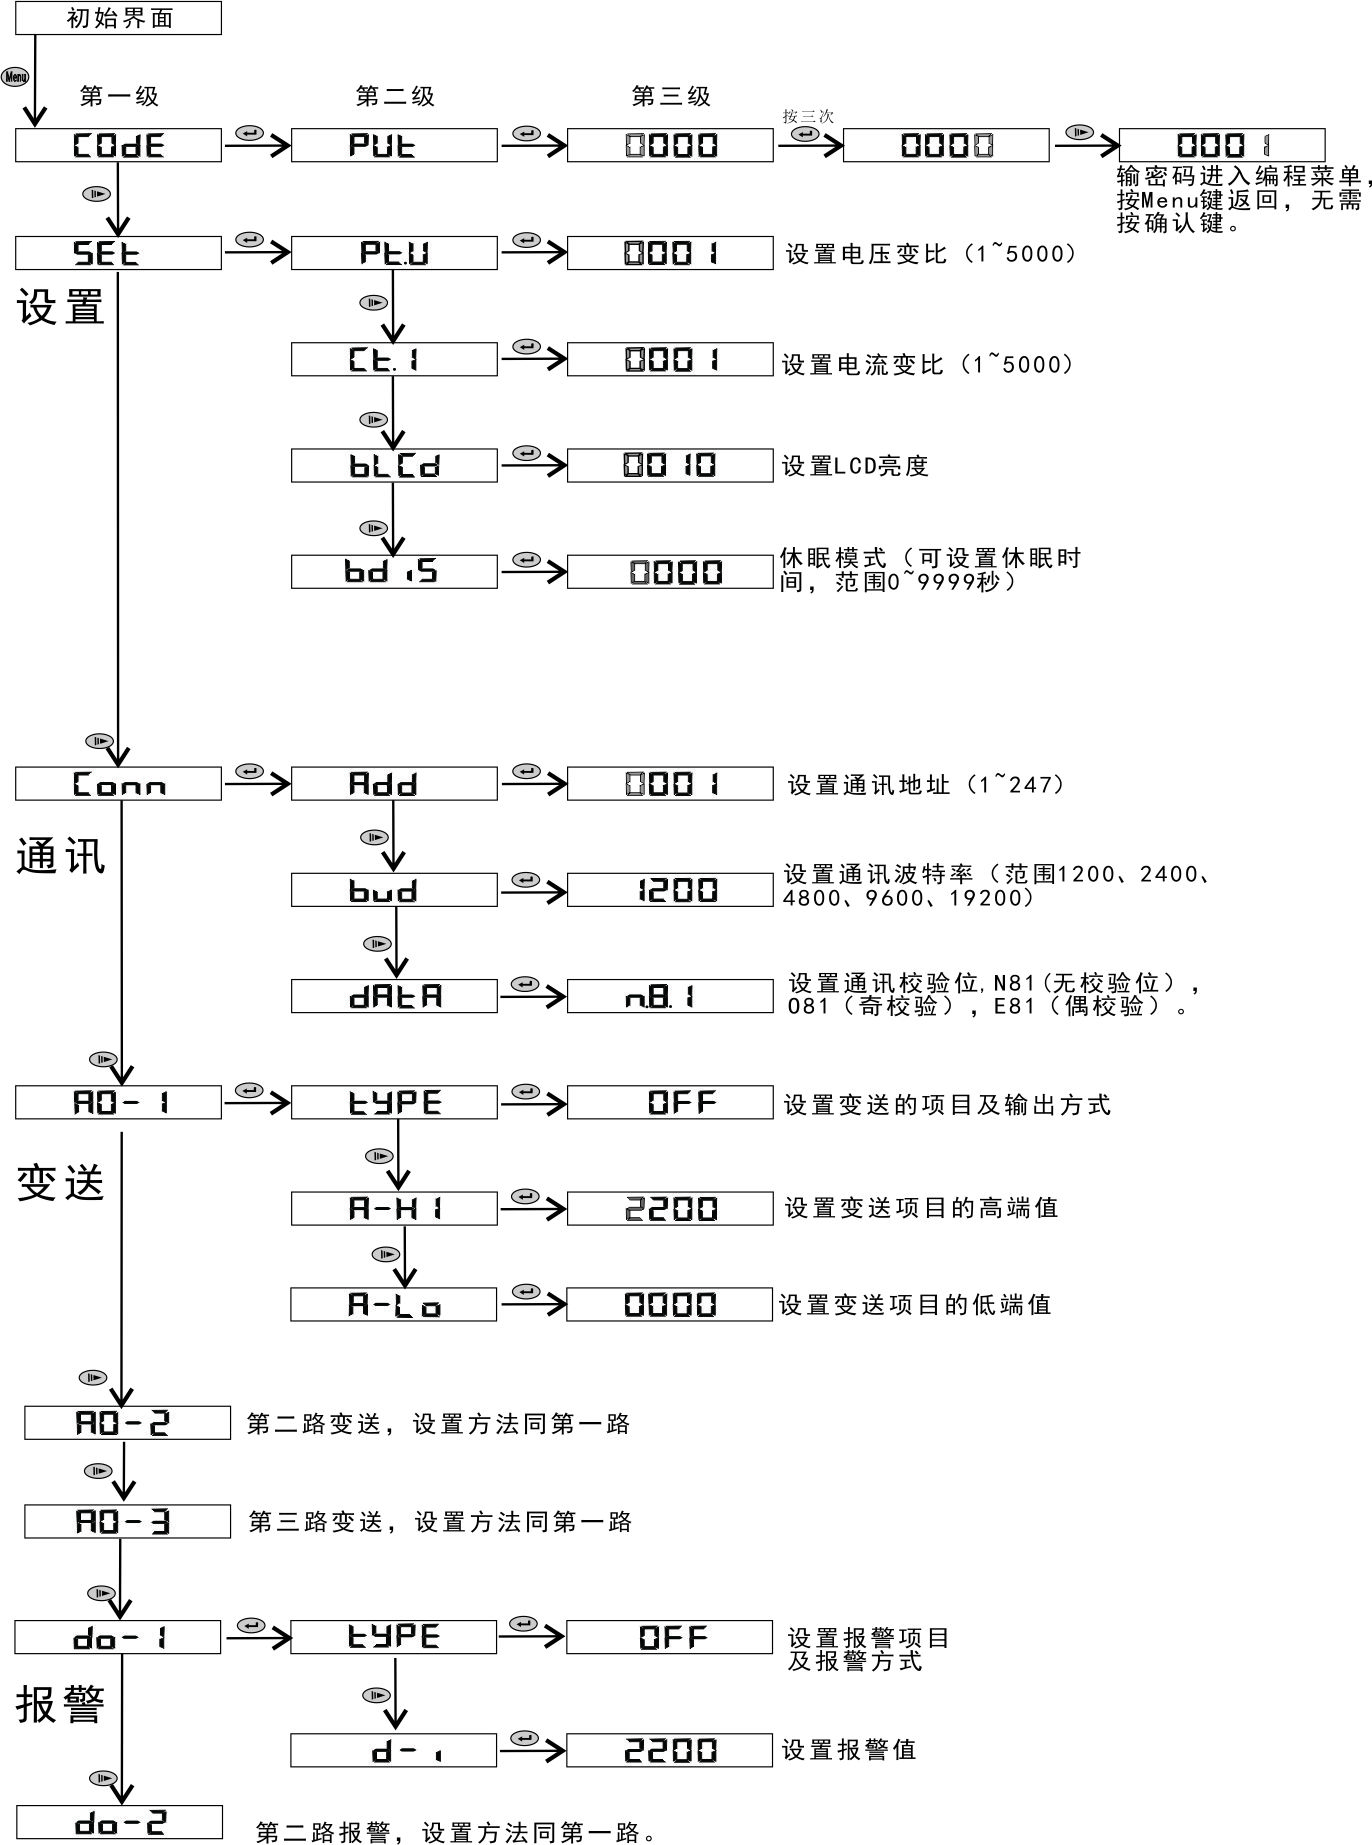 初始界面
Menu
第一级 第二级 第三级
按三次
CODE PUt 0000 0000 0001
输密码进入编程菜单，
按Menu键返回，无需
按确认键。
SEt Pt.U 0001 设置电压变比（1~5000）
设置
Ct.1 0001 设置电流变比（1~5000）
bLCd 0010 设置LCD亮度
bdiS 0000 休眠模式（可设置休眠时
间，范围0~9999秒）
Conn Add 0001 设置通讯地址（1~247）
通讯
bud 1200 设置通讯波特率（范围1200、2400、
4800、9600、19200）
dAtA n.8.1 设置通讯校验位,N81(无校验位），
O81（奇校验），E81（偶校验）。
AO-1 tYPE OFF 设置变送的项目及输出方式
变送
A-H1 2200 设置变送项目的高端值
A-Lo 0000 设置变送项目的低端值
AO-2 第二路变送，设置方法同第一路
AO-3 第三路变送，设置方法同第一路
do-1 tYPE OFF 设置报警项目
及报警方式
报警
d-i 2200 设置报警值
do-2 第二路报警，设置方法同第一路。